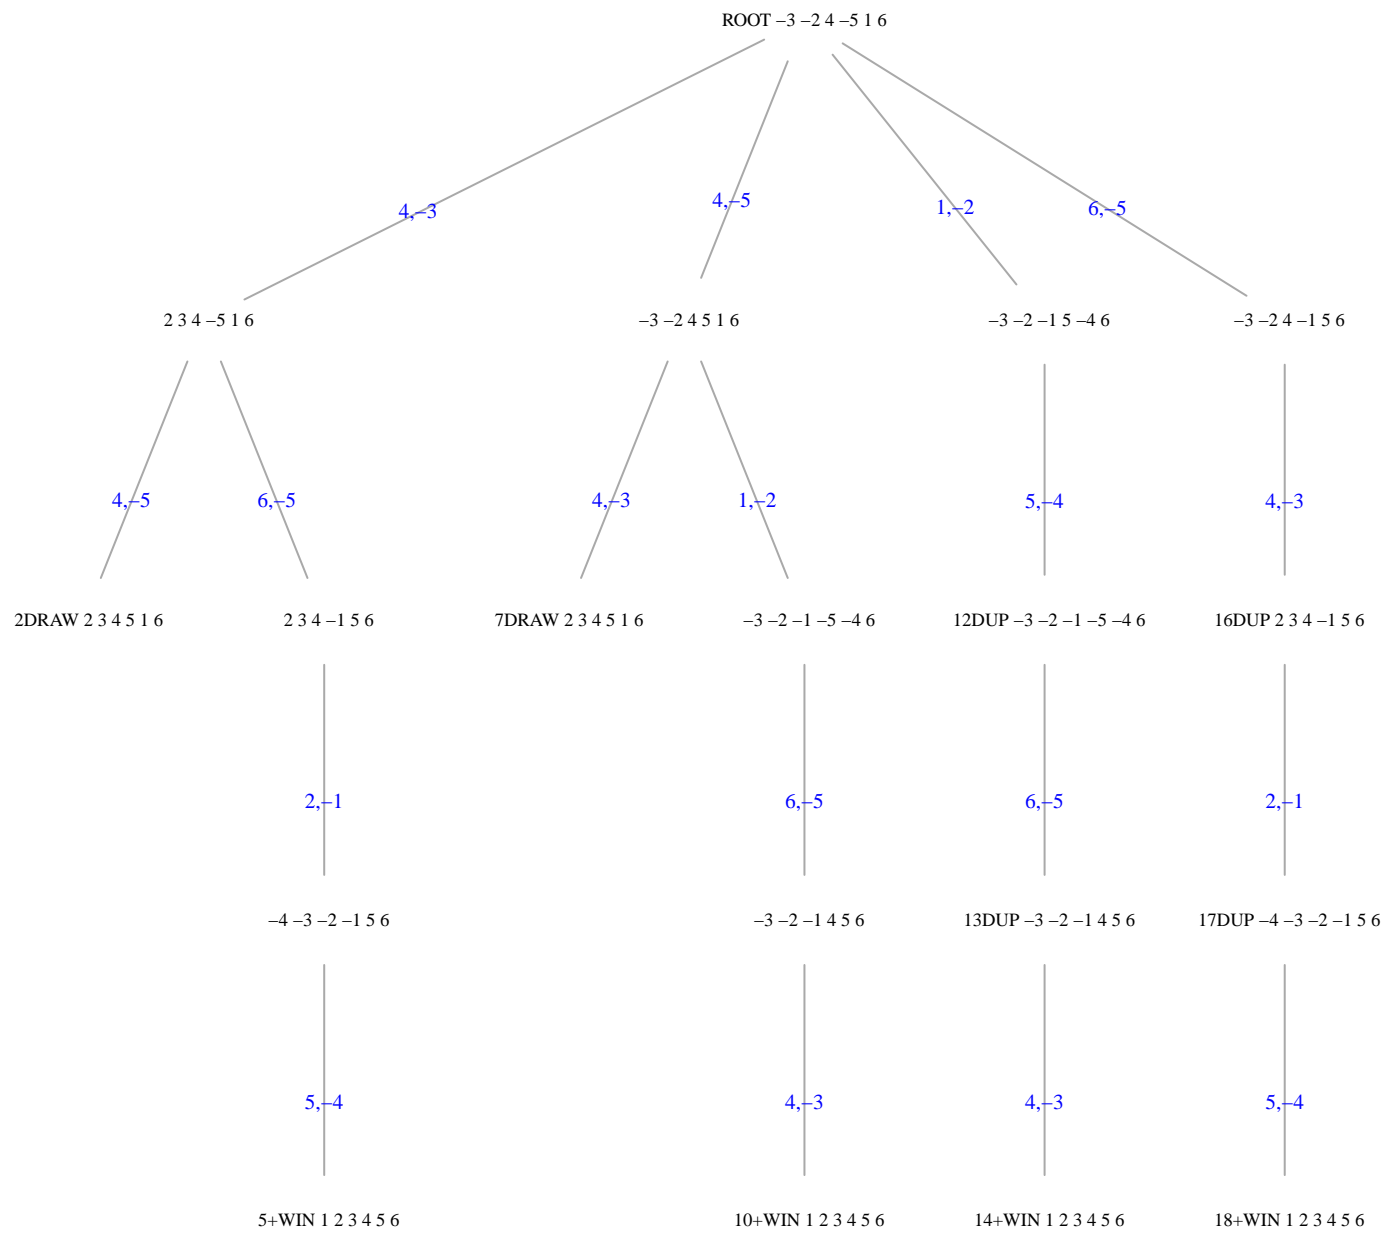 ROOT –3 –2 4 –5 1 6
4,–3
4,–5
1,–2
6,–5
2 3 4 –5 1 6
–3 –2 4 5 1 6
–3 –2 –1 5 –4 6
–3 –2 4 –1 5 6
4,–5
6,–5
4,–3
1,–2
5,–4
4,–3
2DRAW 2 3 4 5 1 6
2 3 4 –1 5 6
7DRAW 2 3 4 5 1 6
–3 –2 –1 –5 –4 6
12DUP –3 –2 –1 –5 –4 6
16DUP 2 3 4 –1 5 6
2,–1
6,–5
6,–5
2,–1
–4 –3 –2 –1 5 6
–3 –2 –1 4 5 6
13DUP –3 –2 –1 4 5 6
17DUP –4 –3 –2 –1 5 6
5,–4
4,–3
4,–3
5,–4
5+WIN 1 2 3 4 5 6
10+WIN 1 2 3 4 5 6
14+WIN 1 2 3 4 5 6
18+WIN 1 2 3 4 5 6